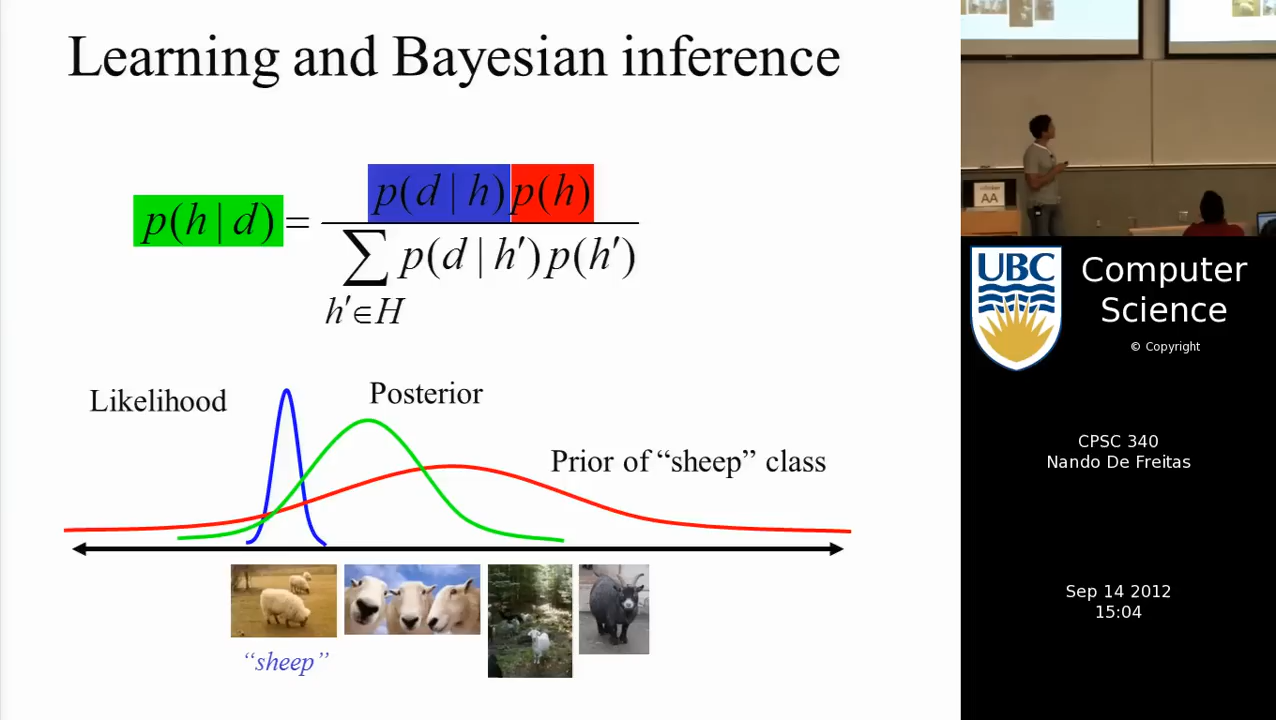 Learning and Bayesian inference
p(h | d) = p(d | h) p(h)
∑ p(d | h′) p(h′)
h′∈H
Likelihood
Posterior
Prior of “sheep” class
“sheep”
AA
UBC
Computer
Science
© Copyright
CPSC 340
Nando De Freitas
Sep 14 2012
15:04